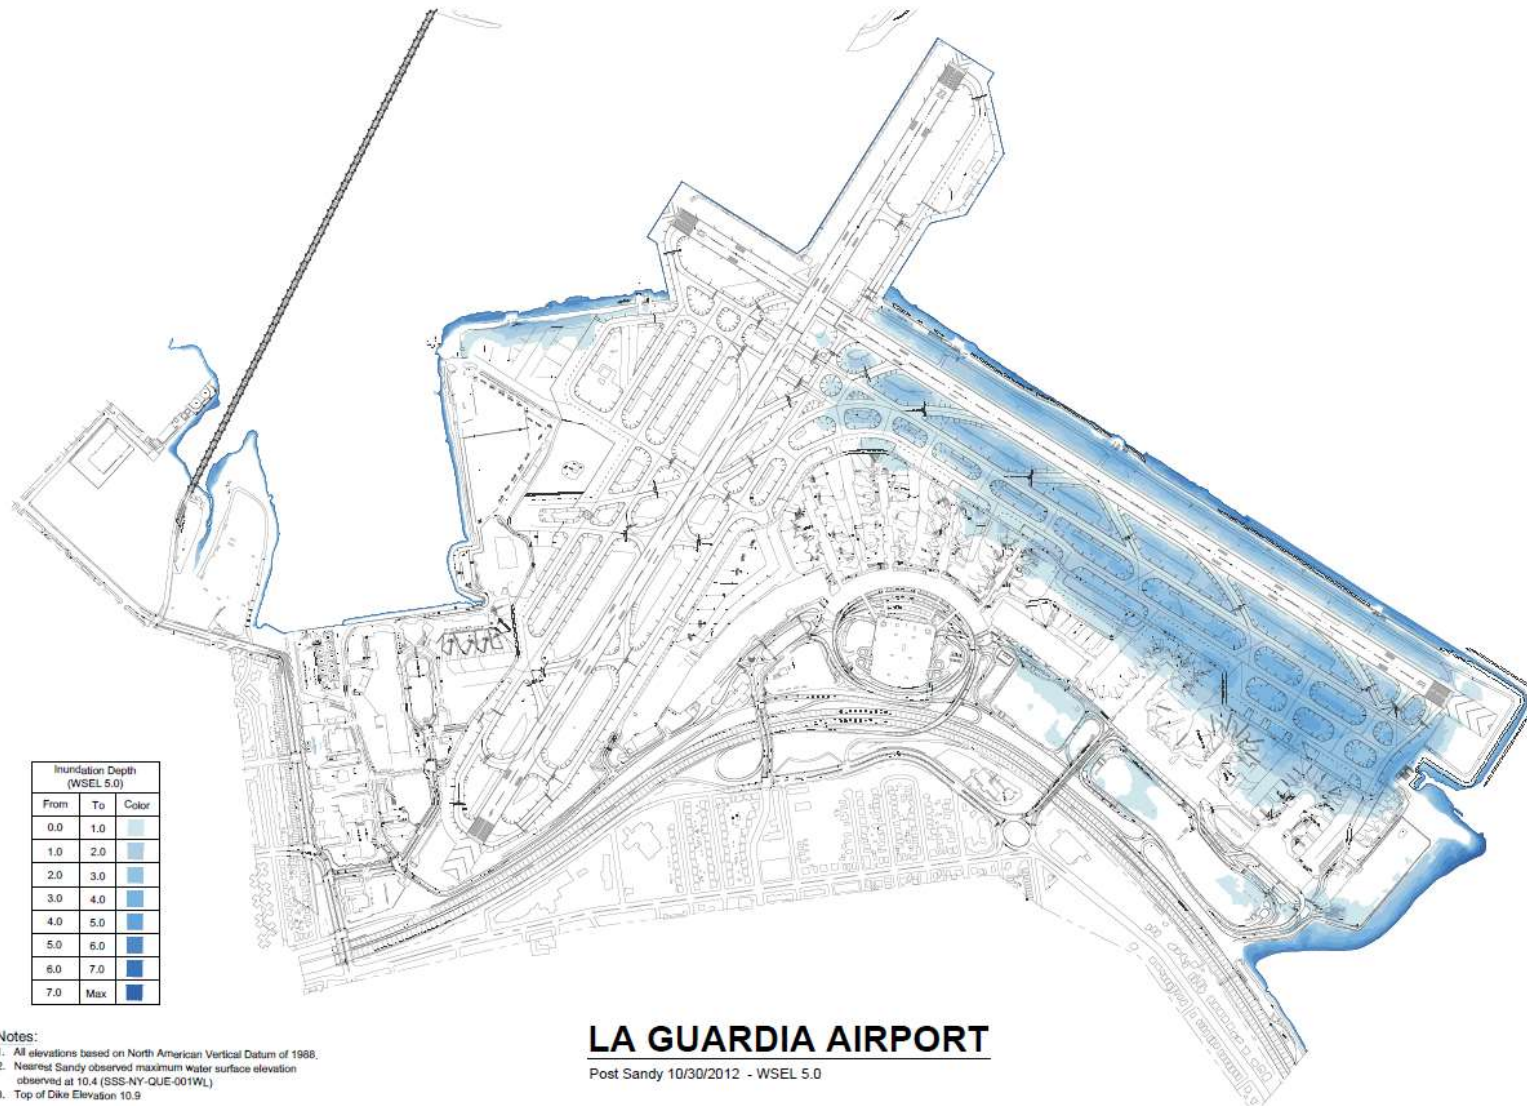 22
Inundation Depth
(WSEL 5.0)
From To Color
0.0 1.0
1.0 2.0
2.0 3.0
3.0 4.0
4.0 5.0
5.0 6.0
6.0 7.0
7.0 Max
Notes:
1. All elevations based on North American Vertical Datum of 1988.
2. Nearest Sandy observed maximum water surface elevation
observed at 10.4 (SSS-NY-QUE-001WL)
3. Top of Dike Elevation 10.9
LA GUARDIA AIRPORT
Post Sandy 10/30/2012 - WSEL 5.0